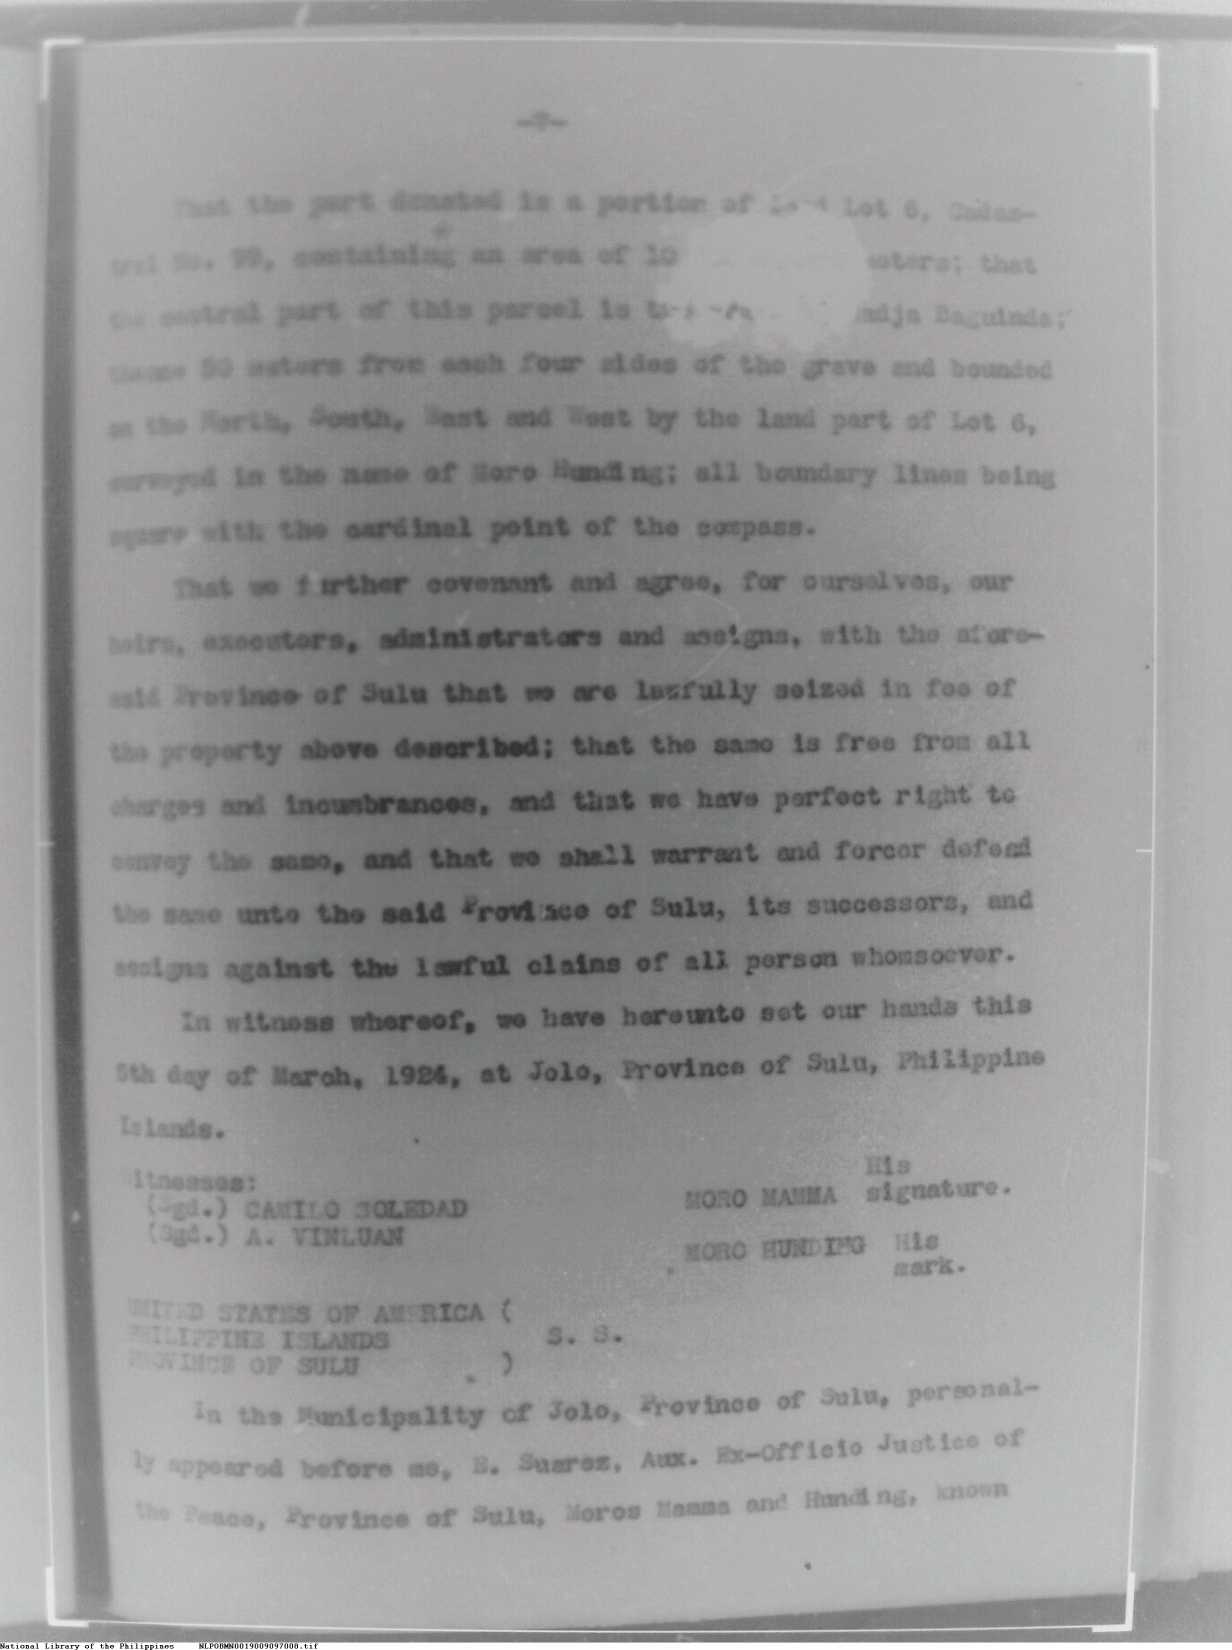 That the part donated is a portion of Lot 6, Cadas-
tral No. 99, containing an area of 10 meters; that
the central part of this parcel is Baguinda;
thence 50 meters from each four sides of the grave and bounded
on the North, South, East and West by the land part of Lot 6,
surveyed in the name of Moro Hunding; all boundary lines being
square with the cardinal point of the compass.
That we further covenant and agree, for ourselves, our
heirs, executors, administrators and assigns, with the afore-
said Province of Sulu that we are lawfully seized in fee of
the property above described; that the same is free from all
charges and incumbrances, and that we have perfect right to
convey the same, and that we shall warrant and forcer defend
the same unto the said Province of Sulu, its successors, and
assigns against the lawful claims of all person whomsoever.
In witness whereof, we have hereunto set our hands this
5th day of March, 1924, at Jolo, Province of Sulu, Philippine
Islands.
Witnesses:
(Sgd.) CAMILO SOLEDAD
(Sgd.) A. VINLUAN
His
MORO MAMMA signature.
MORO HUNDING His
mark.
UNITED STATES OF AMERICA (
PHILIPPINE ISLANDS S. S.
PROVINCE OF SULU )
In the Municipality of Jolo, Province of Sulu, personal-
ly appeared before me, E. Suarez, Aux. Ex-Officio Justice of
the Peace, Province of Sulu, Moros Mamma and Hunding, known
National Library of the Philippines NLPOBMN0019009097000.tif